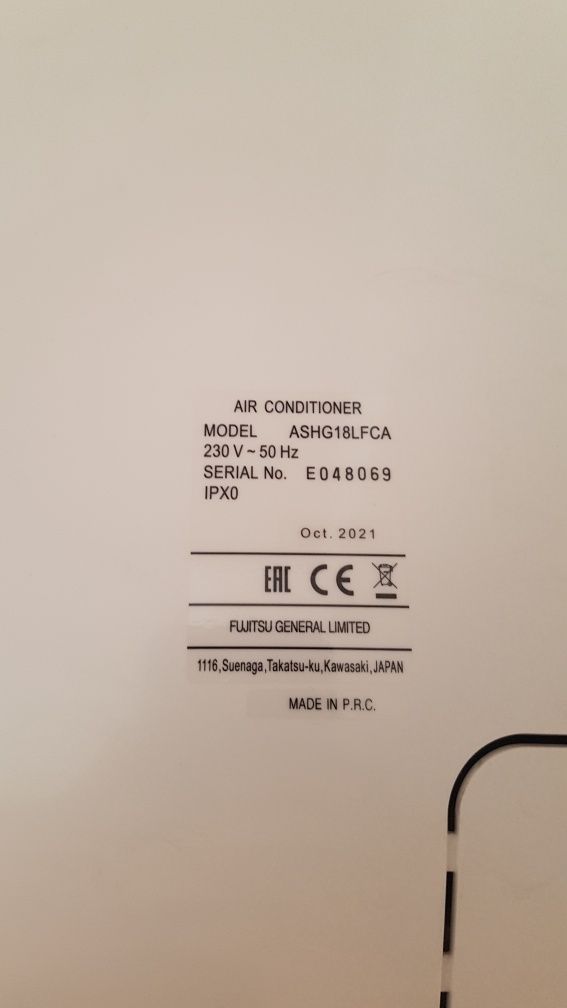 AIR CONDITIONER
MODEL ASHG18LFCA
230 V ~ 50 Hz
SERIAL No. E048069
IPX0
Oct. 2021
EAC CE
FUJITSU GENERAL LIMITED
1116,Suenaga,Takatsu-ku,Kawasaki,JAPAN
MADE IN P.R.C.